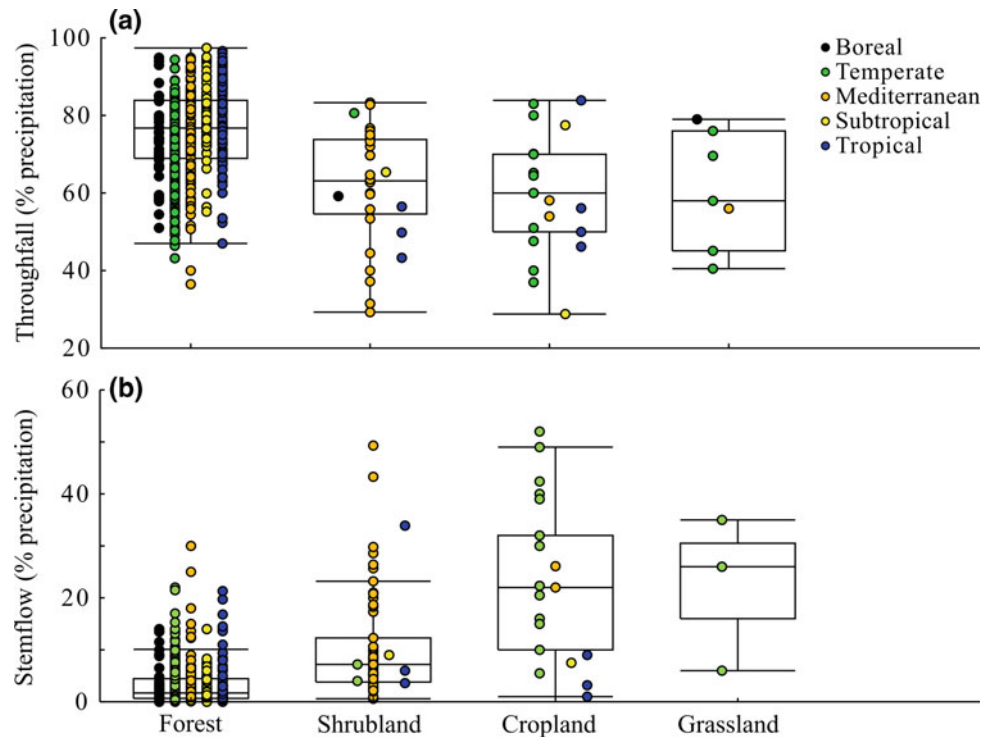 (a)
Throughfall (% precipitation)
100
80
60
40
20
Boreal
Temperate
Mediterranean
Subtropical
Tropical
(b)
Stemflow (% precipitation)
60
40
20
0
Forest Shrubland Cropland Grassland